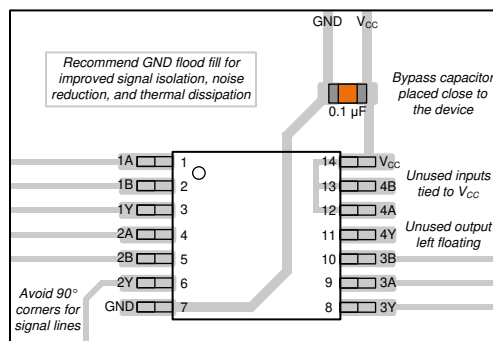 GND VCC
Recommend GND flood fill for
improved signal isolation, noise
reduction, and thermal dissipation
Bypass capacitor
placed close to
the device
0.1 µF
1A 1 14 VCC
1B 2 13 4B
Unused inputs
tied to VCC
1Y 3 12 4A
2A 4 11 4Y
Unused output
left floating
2B 5 10 3B
2Y 6 9 3A
Avoid 90°
corners for
signal lines
GND 7 8 3Y